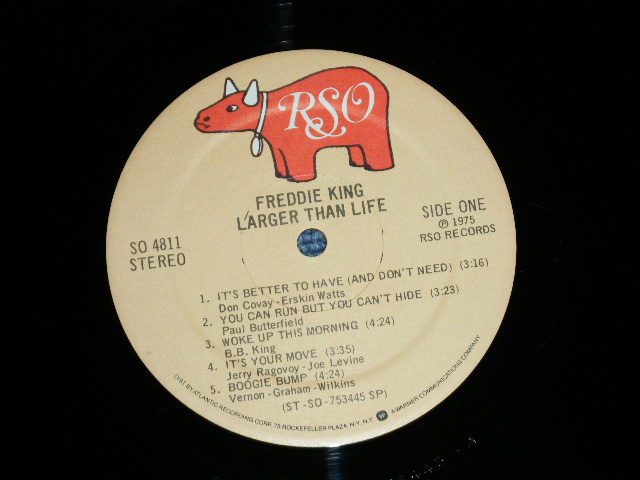 RSO
FREDDIE KING
LARGER THAN LIFE
SO 4811
STEREO
SIDE ONE
℗ 1975
RSO RECORDS
1. IT'S BETTER TO HAVE (AND DON'T NEED) (3:16)
Don Covay-Erskin Watts
2. YOU CAN RUN BUT YOU CAN'T HIDE (3:23)
Paul Butterfield
3. WOKE UP THIS MORNING (4:24)
B.B. King
4. IT'S YOUR MOVE (3:35)
Jerry Ragovoy-Joe Levine
5. BOOGIE BUMP (4:24)
Vernon-Graham-Wilkins
(ST-SO-753445 SP)
DIST BY ATLANTIC RECORDING CORP. 75 ROCKEFELLER PLAZA, N.Y., N.Y. W A WARNER COMMUNICATIONS COMPANY